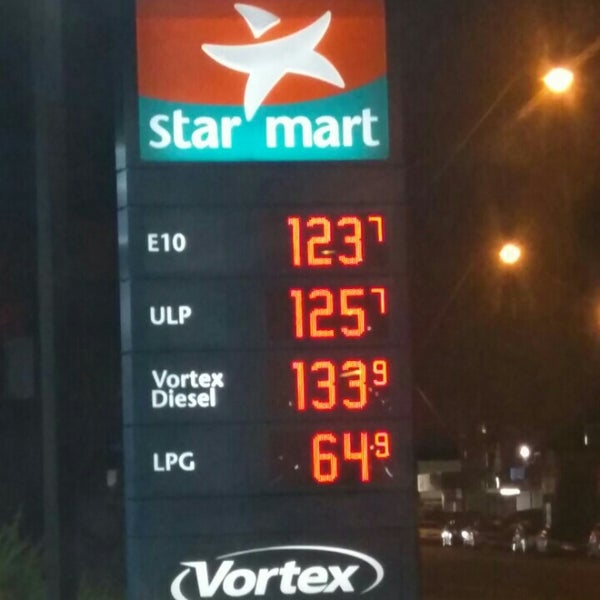 star mart
E10 123.7
ULP 125.7
Vortex
Diesel 133.9
LPG 64.9
Vortex